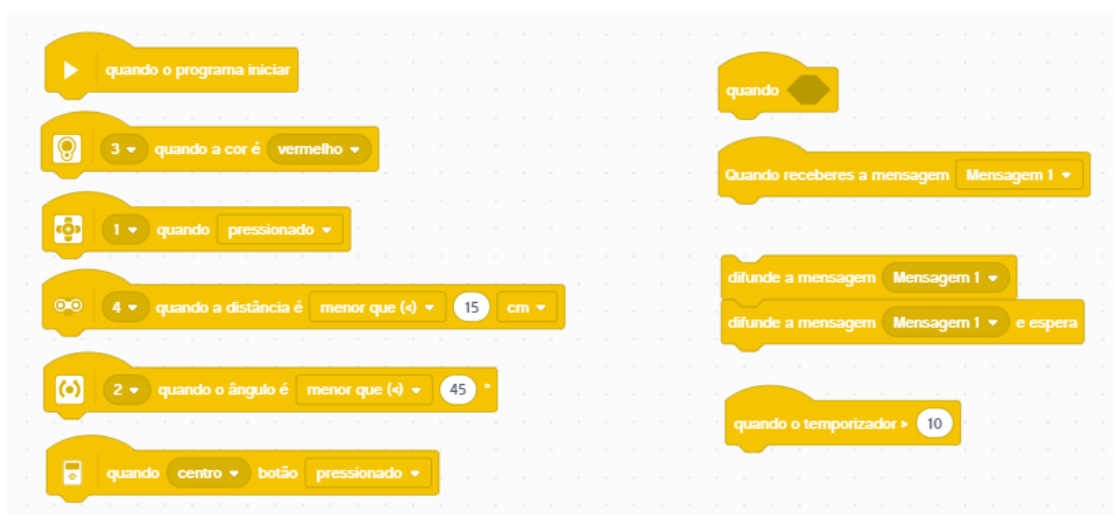 quando o programa iniciar
3 quando a cor é vermelho
1 quando pressionado
4 quando a distância é menor que (<) 15 cm
2 quando o ângulo é menor que (<) 45 °
quando centro botão pressionado
quando
Quando receberes a mensagem Mensagem 1
difunde a mensagem Mensagem 1
difunde a mensagem Mensagem 1 e espera
quando o temporizador > 10